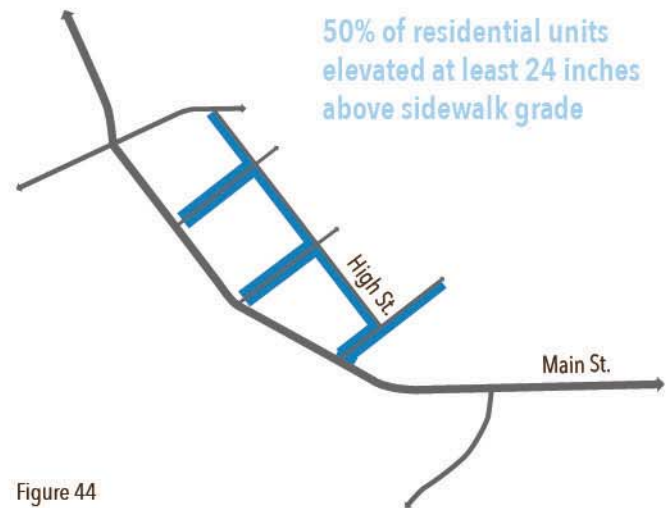 50% of residential units
elevated at least 24 inches
above sidewalk grade
High St.
Main St.
Figure 44